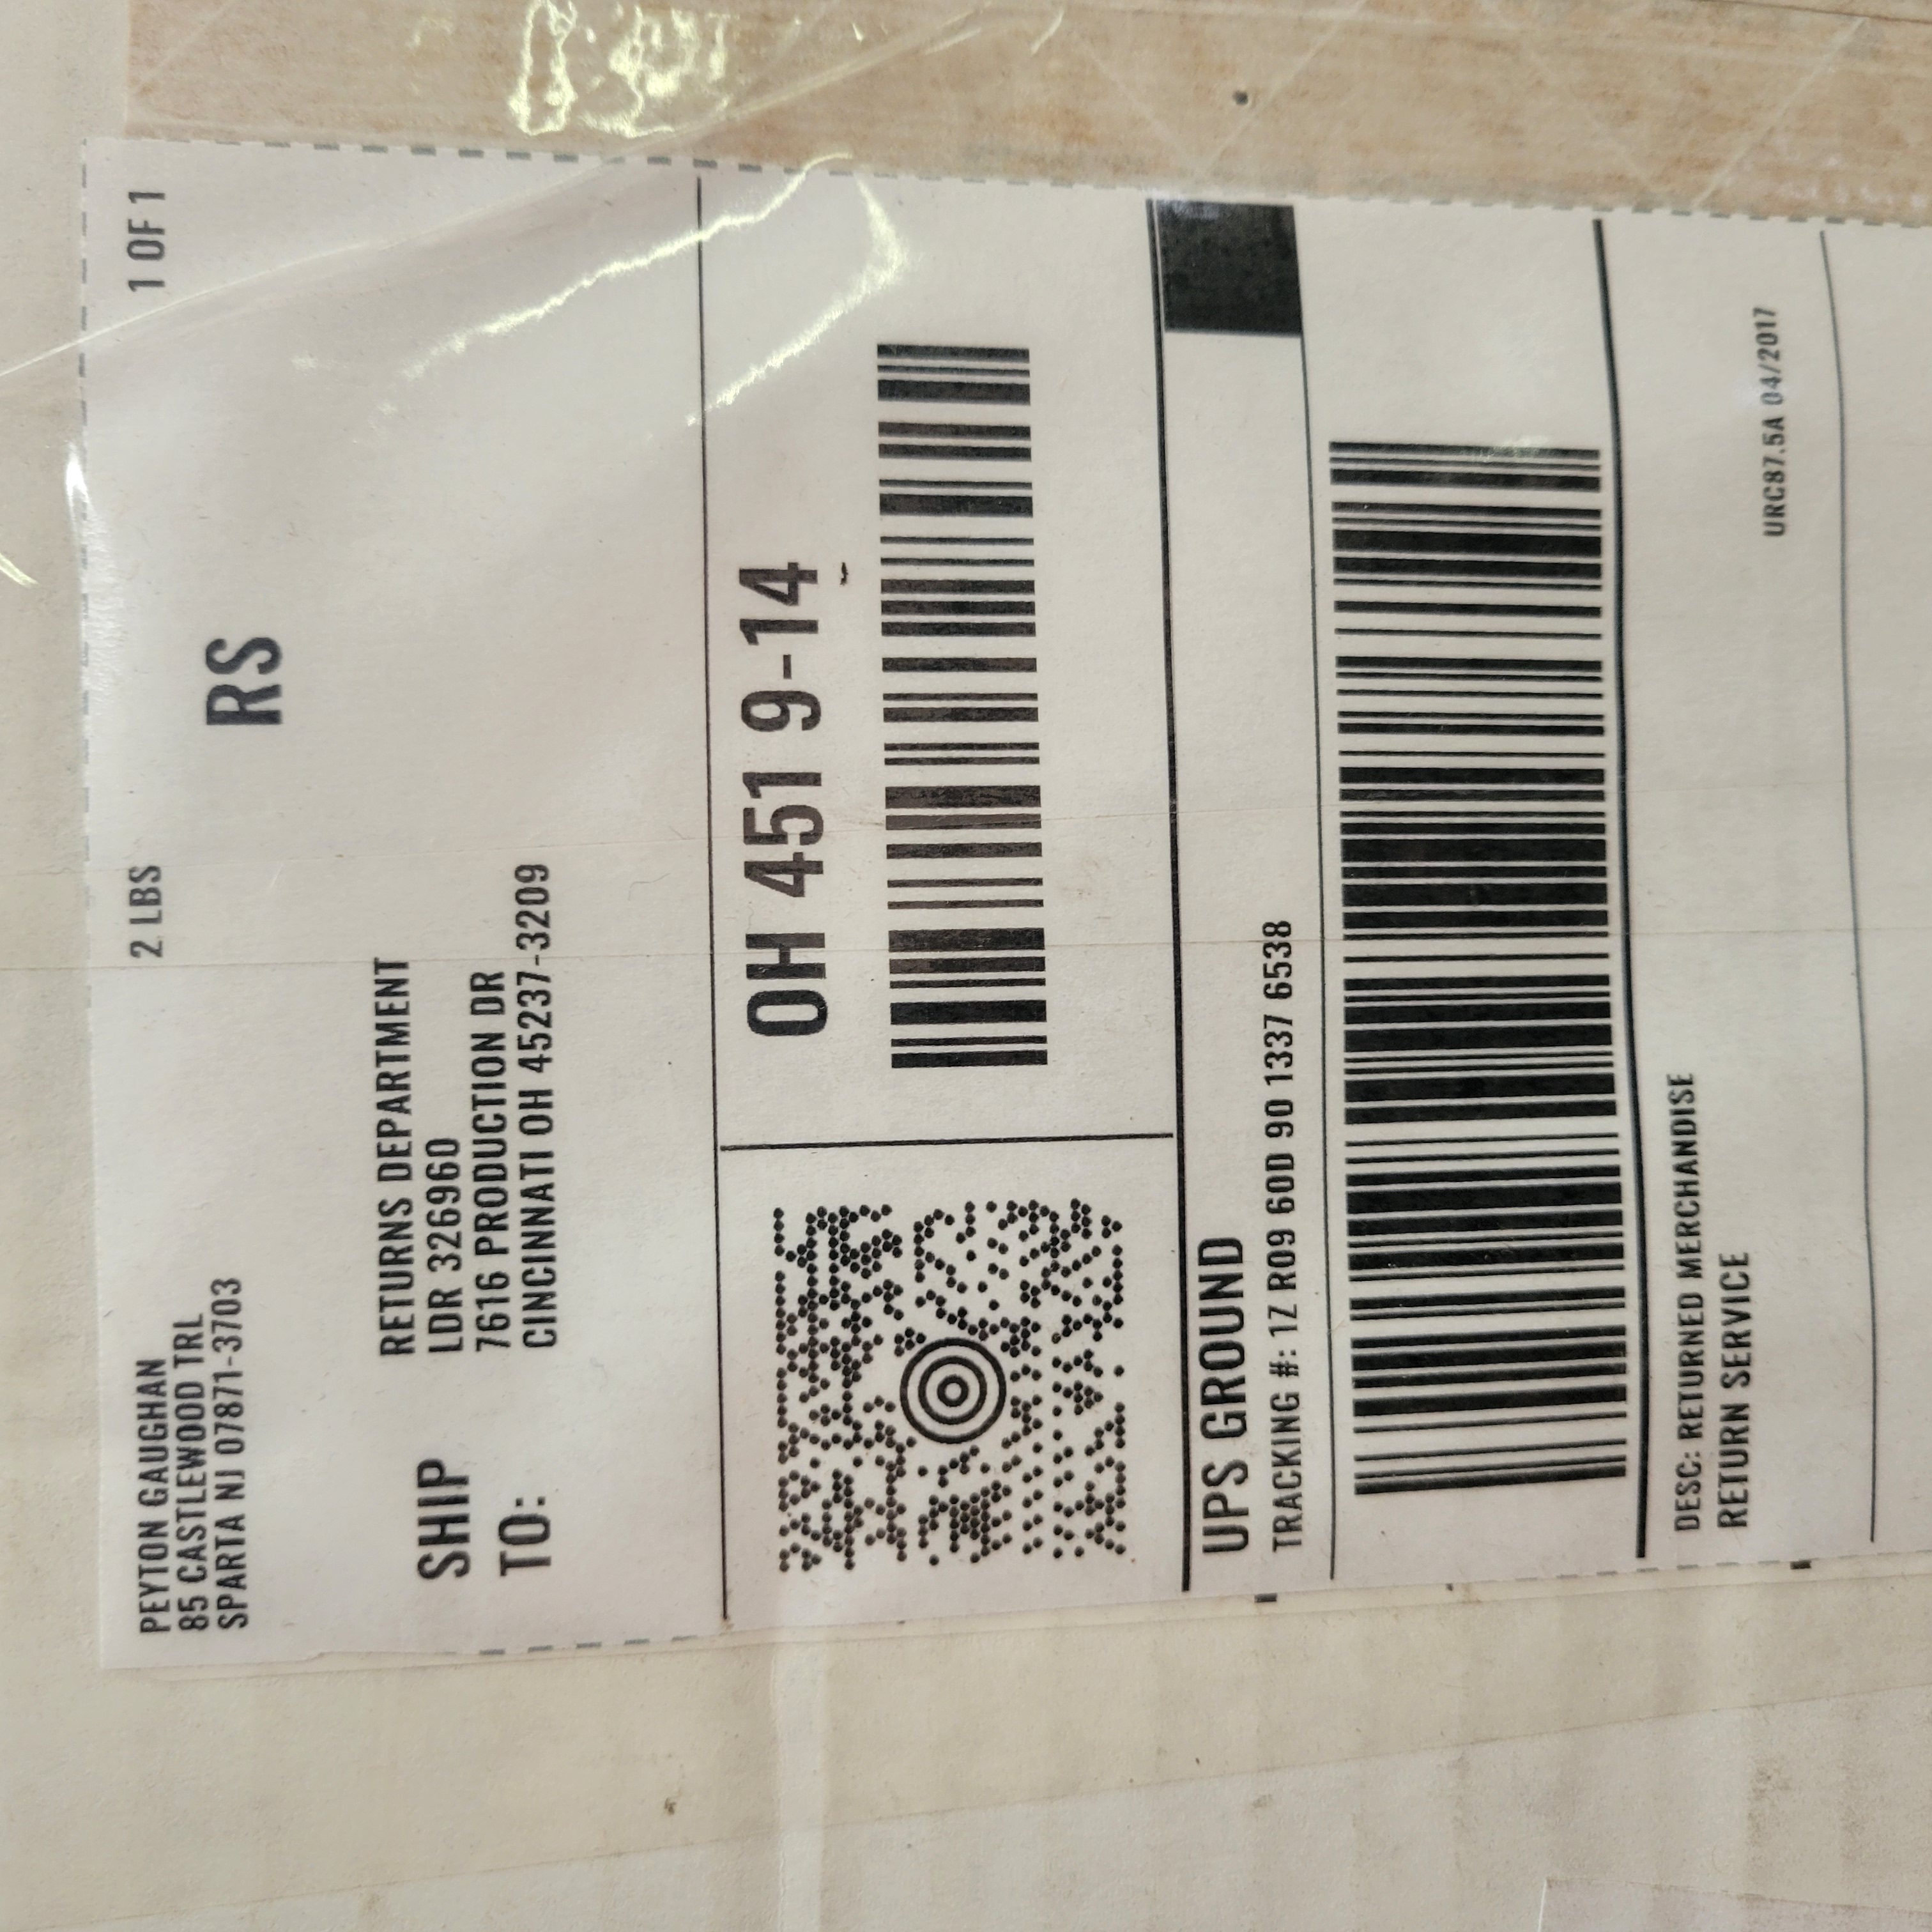 PEYTON GAUGHAN
85 CASTLEWOOD TRL
SPARTA NJ 07871-3703
2 LBS
1 OF 1
RS
SHIP
TO:
RETURNS DEPARTMENT
LDR 326960
7616 PRODUCTION DR
CINCINNATI OH 45237-3209
OH 451 9-14
UPS GROUND
TRACKING #: 1Z R09 60D 90 1337 6538
DESC: RETURNED MERCHANDISE
RETURN SERVICE
URC87.5A 04/2017